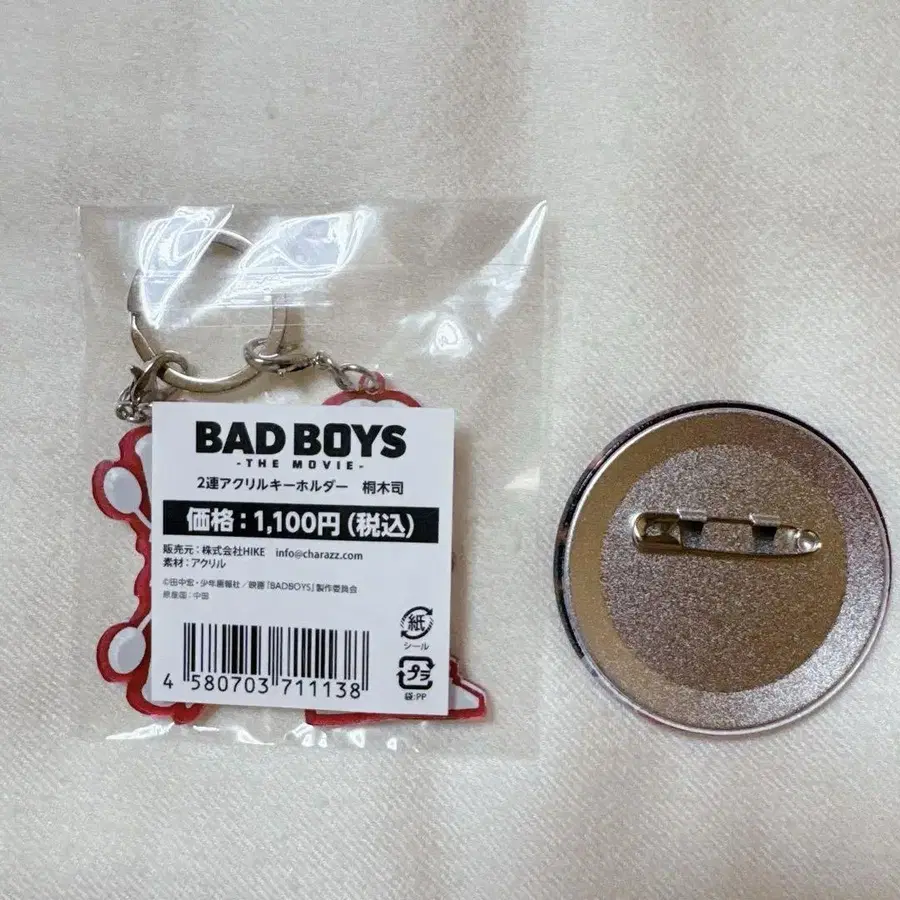 BAD BOYS
-THE MOVIE-
2連アクリルキーホルダー 桐木司
価格:1,100円(税込)
販売元:株式会社HIKE info@charazz.com
素材:アクリル
©田中宏・少年画報社/映画『BADBOYS』製作委員会
原産国:中国
紙
シール
プラ
袋:PP
4 580703 711138